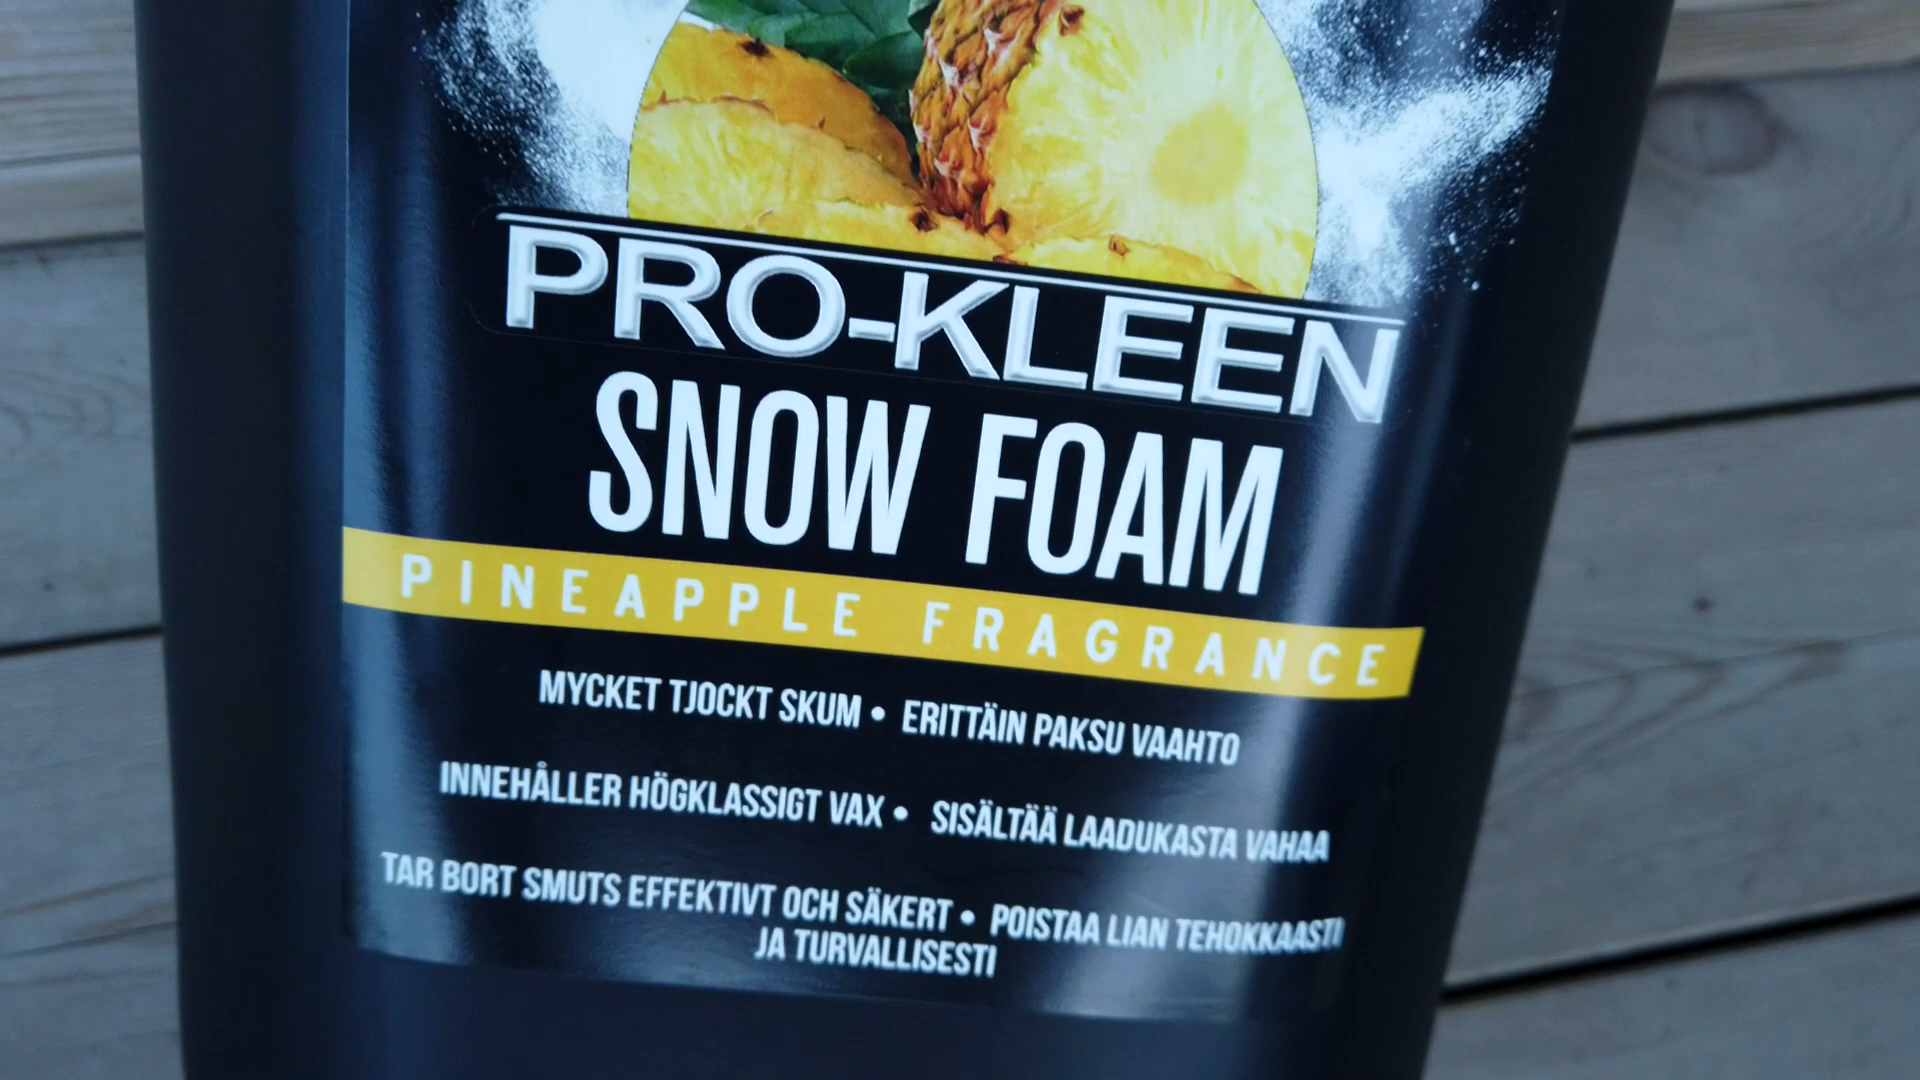 PRO-KLEEN
SNOW FOAM
PINEAPPLE FRAGRANCE
MYCKET TJOCKT SKUM • ERITTÄIN PAKSU VAAHTO
INNEHÅLLER HÖGKLASSIGT VAX • SISÄLTÄÄ LAADUKASTA VAHAA
TAR BORT SMUTS EFFEKTIVT OCH SÄKERT • POISTAA LIAN TEHOKKAASTI
JA TURVALLISESTI